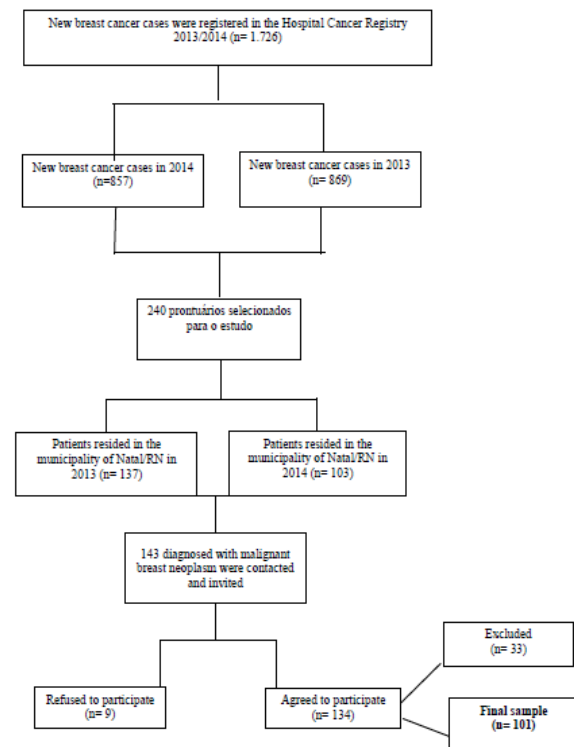 New breast cancer cases were registered in the Hospital Cancer Registry
2013/2014 (n= 1.726)
New breast cancer cases in 2014
(n=857)
New breast cancer cases in 2013
(n= 869)
240 prontuários selecionados
para o estudo
Patients resided in the
municipality of Natal/RN in
2013 (n= 137)
Patients resided in the
municipality of Natal/RN in
2014 (n= 103)
143 diagnosed with malignant
breast neoplasm were contacted
and invited
Excluded
(n= 33)
Refused to participate
(n= 9)
Agreed to participate
(n= 134)
Final sample
(n= 101)